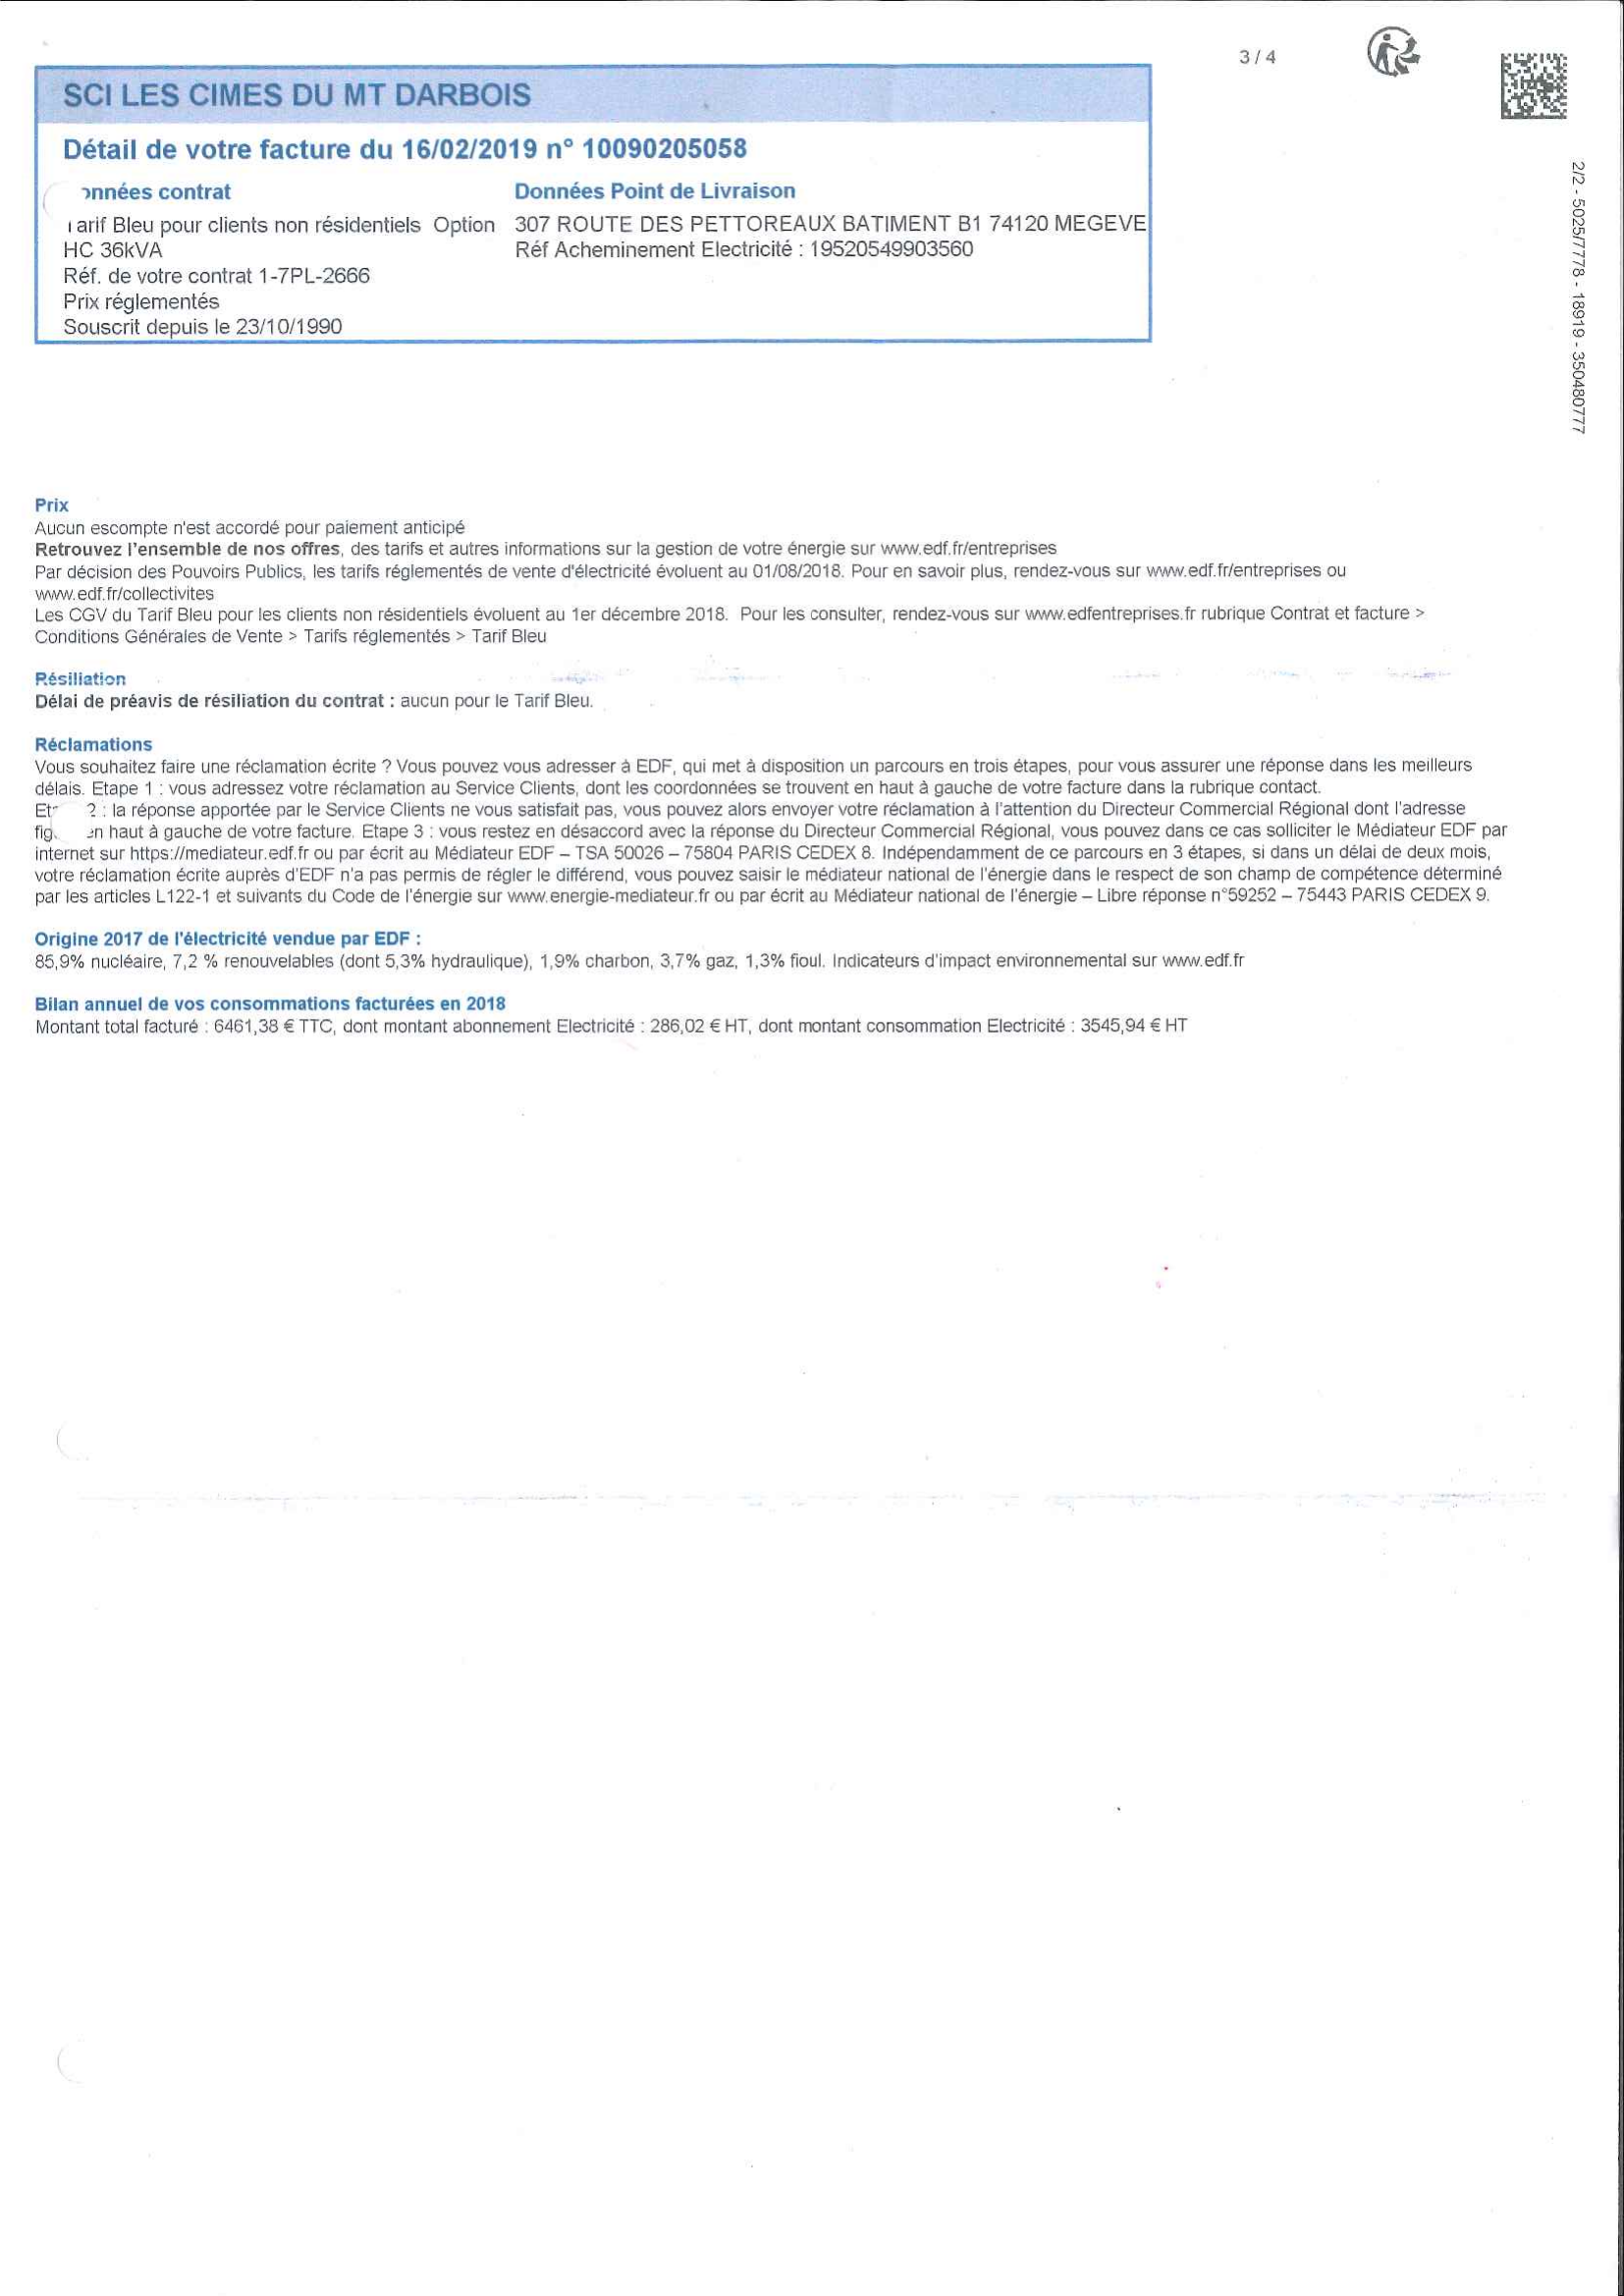 3 / 4
SCI LES CIMES DU MT DARBOIS
Détail de votre facture du 16/02/2019 n° 10090205058
onnées contrat
Tarif Bleu pour clients non résidentiels Option
HC 36kVA
Réf. de votre contrat 1-7PL-2666
Prix réglementés
Souscrit depuis le 23/10/1990
Données Point de Livraison
307 ROUTE DES PETTOREAUX BATIMENT B1 74120 MEGEVE
Réf Acheminement Electricité : 19520549903560
2/2 - 5025/7778 - 18919 - 350480777
Prix
Aucun escompte n'est accordé pour paiement anticipé
Retrouvez l'ensemble de nos offres, des tarifs et autres informations sur la gestion de votre énergie sur www.edf.fr/entreprises
Par décision des Pouvoirs Publics, les tarifs réglementés de vente d'électricité évoluent au 01/08/2018. Pour en savoir plus, rendez-vous sur www.edf.fr/entreprises ou
www.edf.fr/collectivites
Les CGV du Tarif Bleu pour les clients non résidentiels évoluent au 1er décembre 2018. Pour les consulter, rendez-vous sur www.edfentreprises.fr rubrique Contrat et facture >
Conditions Générales de Vente > Tarifs réglementés > Tarif Bleu
Résiliation
Délai de préavis de résiliation du contrat : aucun pour le Tarif Bleu.
Réclamations
Vous souhaitez faire une réclamation écrite ? Vous pouvez vous adresser à EDF, qui met à disposition un parcours en trois étapes, pour vous assurer une réponse dans les meilleurs
délais. Etape 1 : vous adressez votre réclamation au Service Clients, dont les coordonnées se trouvent en haut à gauche de votre facture dans la rubrique contact.
2 : la réponse apportée par le Service Clients ne vous satisfait pas, vous pouvez alors envoyer votre réclamation à l'attention du Directeur Commercial Régional dont l'adresse
en haut à gauche de votre facture. Etape 3 : vous restez en désaccord avec la réponse du Directeur Commercial Régional, vous pouvez dans ce cas solliciter le Médiateur EDF par
internet sur https://mediateur.edf.fr ou par écrit au Médiateur EDF – TSA 50026 – 75804 PARIS CEDEX 8. Indépendamment de ce parcours en 3 étapes, si dans un délai de deux mois,
votre réclamation écrite auprès d'EDF n'a pas permis de régler le différend, vous pouvez saisir le médiateur national de l'énergie dans le respect de son champ de compétence déterminé
par les articles L122-1 et suivants du Code de l'énergie sur www.energie-mediateur.fr ou par écrit au Médiateur national de l'énergie – Libre réponse n°59252 – 75443 PARIS CEDEX 9.
Origine 2017 de l'électricité vendue par EDF :
85,9% nucléaire, 7,2 % renouvelables (dont 5,3% hydraulique), 1,9% charbon, 3,7% gaz, 1,3% fioul. Indicateurs d'impact environnemental sur www.edf.fr
Bilan annuel de vos consommations facturées en 2018
Montant total facturé : 6461,38 € TTC, dont montant abonnement Electricité : 286,02 € HT, dont montant consommation Electricité : 3545,94 € HT